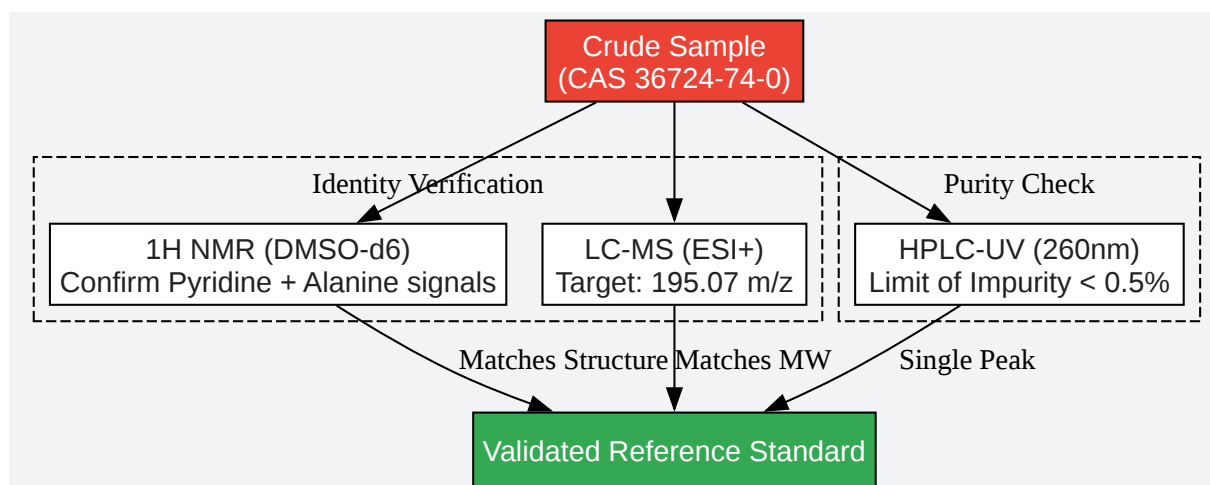 Crude Sample
(CAS 36724-74-0)
Identity Verification
Purity Check
1H NMR (DMSO-d6)
Confirm Pyridine + Alanine signals
LC-MS (ESI+)
Target: 195.07 m/z
HPLC-UV (260nm)
Limit of Impurity < 0.5%
Matches Structure
Matches MW
Single Peak
Validated Reference Standard